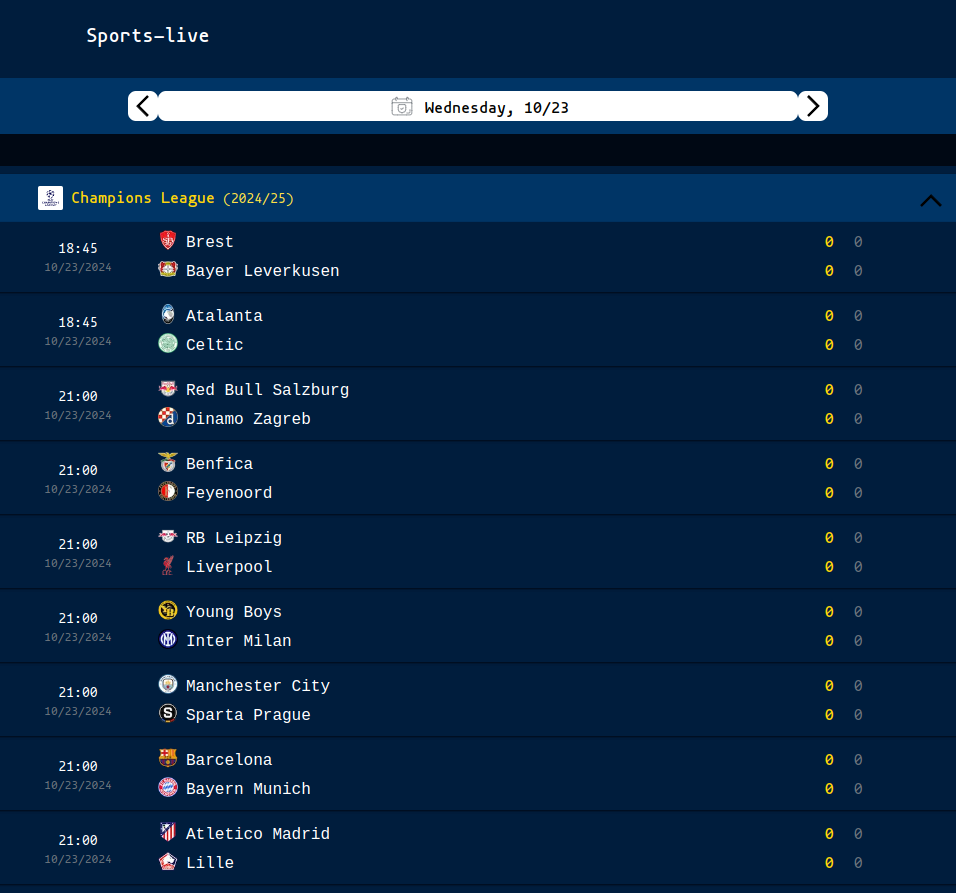 Sports-live
Wednesday, 10/23
Champions League (2024/25)
18:45
10/23/2024
Brest 0 0
Bayer Leverkusen 0 0
18:45
10/23/2024
Atalanta 0 0
Celtic 0 0
21:00
10/23/2024
Red Bull Salzburg 0 0
Dinamo Zagreb 0 0
21:00
10/23/2024
Benfica 0 0
Feyenoord 0 0
21:00
10/23/2024
RB Leipzig 0 0
Liverpool 0 0
21:00
10/23/2024
Young Boys 0 0
Inter Milan 0 0
21:00
10/23/2024
Manchester City 0 0
Sparta Prague 0 0
21:00
10/23/2024
Barcelona 0 0
Bayern Munich 0 0
21:00
10/23/2024
Atletico Madrid 0 0
Lille 0 0